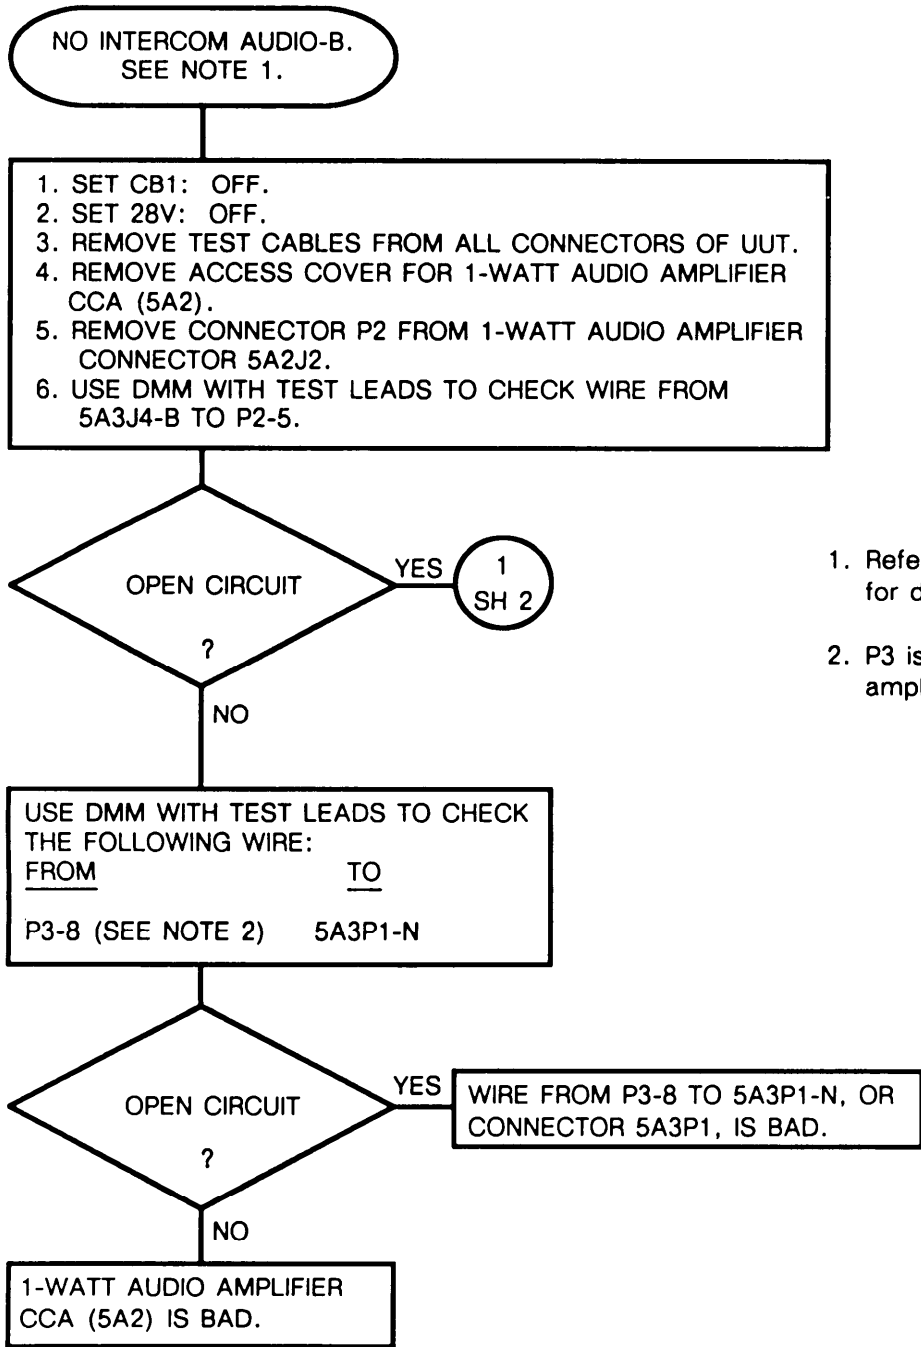 NO INTERCOM AUDIO-B.
SEE NOTE 1.
1. SET CB1: OFF.
2. SET 28V: OFF.
3. REMOVE TEST CABLES FROM ALL CONNECTORS OF UUT.
4. REMOVE ACCESS COVER FOR 1-WATT AUDIO AMPLIFIER
CCA (5A2).
5. REMOVE CONNECTOR P2 FROM 1-WATT AUDIO AMPLIFIER
CONNECTOR 5A2J2.
6. USE DMM WITH TEST LEADS TO CHECK WIRE FROM
5A3J4-B TO P2-5.
OPEN CIRCUIT
?
YES
1
SH 2
NO
1. Refe
for d
2. P3 is
ampl
USE DMM WITH TEST LEADS TO CHECK
THE FOLLOWING WIRE:
FROM TO
P3-8 (SEE NOTE 2) 5A3P1-N
OPEN CIRCUIT
?
YES
WIRE FROM P3-8 TO 5A3P1-N, OR
CONNECTOR 5A3P1, IS BAD.
NO
1-WATT AUDIO AMPLIFIER
CCA (5A2) IS BAD.